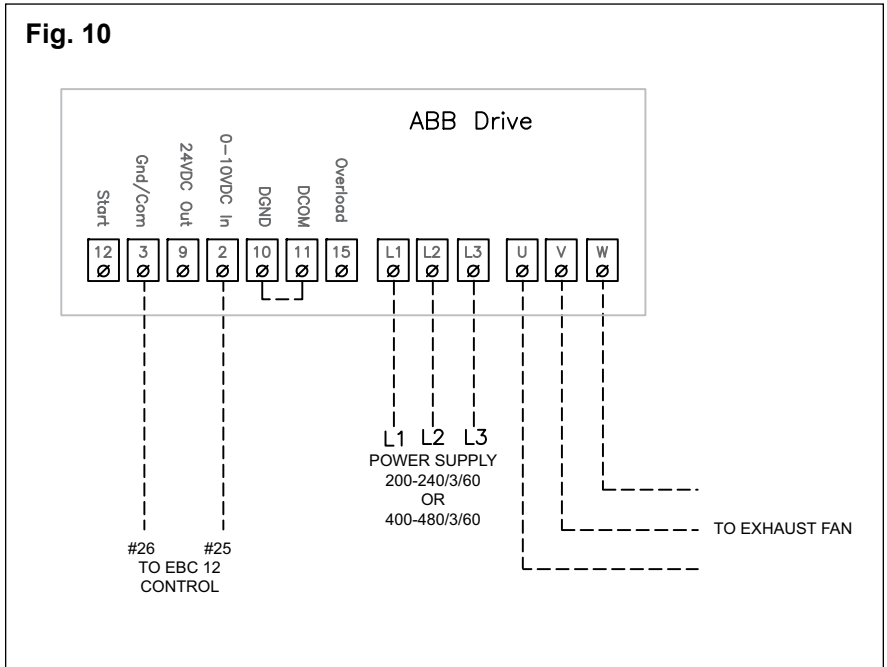 Fig. 10
ABB Drive
Start
Gnd/Com
24VDC Out
0-10VDC In
DGND
DCOM
Overload
12 3 9 2 10 11 15 L1 L2 L3 U V W
L1 L2 L3
POWER SUPPLY
200-240/3/60
OR
400-480/3/60
TO EXHAUST FAN
#26 #25
TO EBC 12
CONTROL